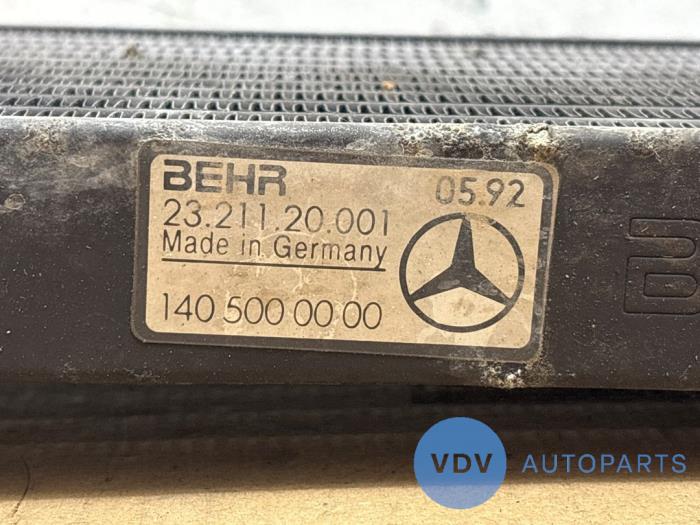 BEHR 05.92
23.211.20.001
Made in Germany
140 500 00 00
VDV AUTOPARTS